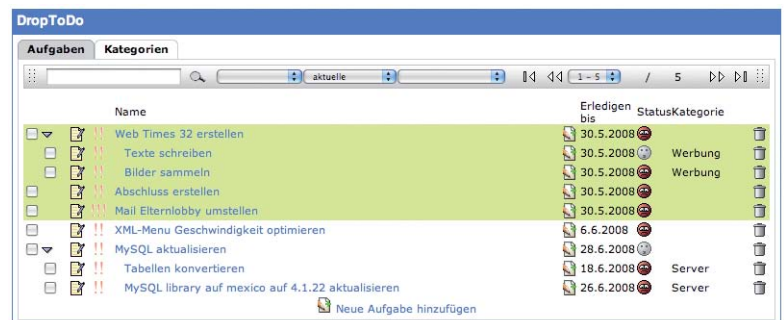 DropToDo
Aufgaben Kategorien
aktuelle 1 - 5 / 5
Name Erledigen bis Status Kategorie
Web Times 32 erstellen 30.5.2008
Texte schreiben 30.5.2008 Werbung
Bilder sammeln 30.5.2008 Werbung
Abschluss erstellen 30.5.2008
Mail Elternlobby umstellen 30.5.2008
XML-Menu Geschwindigkeit optimieren 6.6.2008
MySQL aktualisieren 28.6.2008
Tabellen konvertieren 18.6.2008 Server
MySQL library auf mexico auf 4.1.22 aktualisieren 26.6.2008 Server
Neue Aufgabe hinzufügen